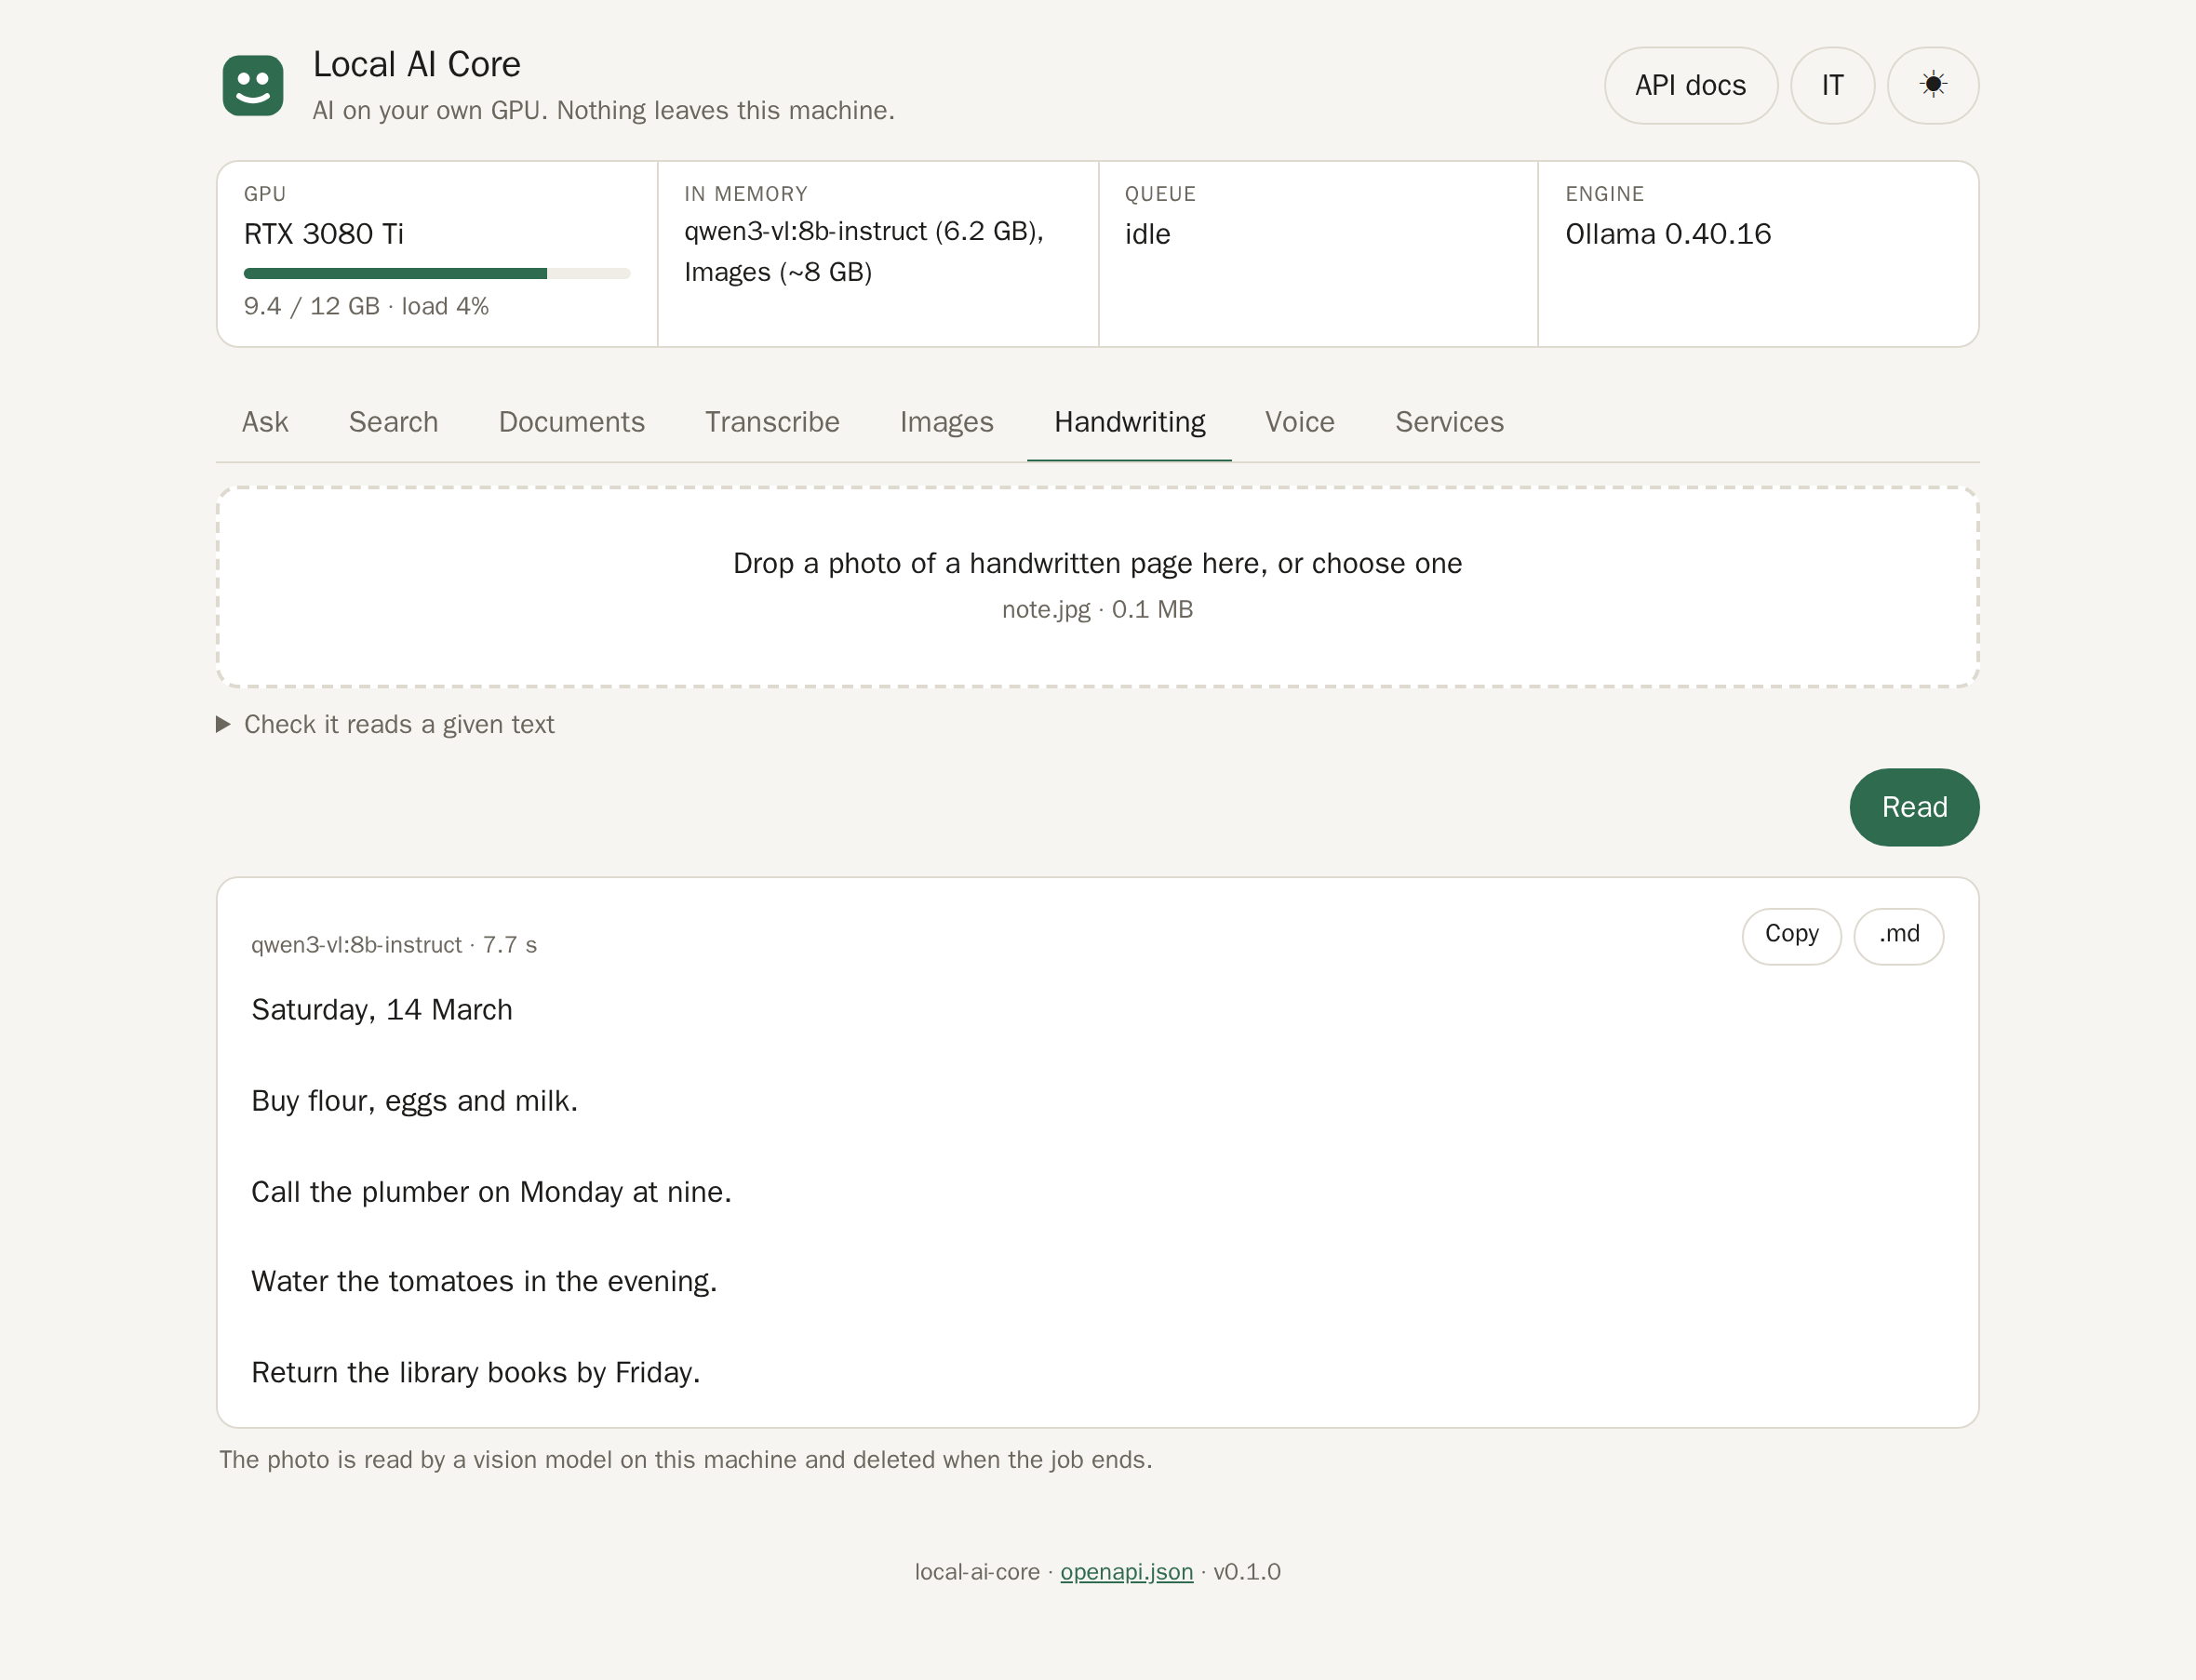 Local AI Core
AI on your own GPU. Nothing leaves this machine.
API docs
IT
GPU
RTX 3080 Ti
9.4 / 12 GB · load 4%
IN MEMORY
qwen3-vl:8b-instruct (6.2 GB),
Images (~8 GB)
QUEUE
idle
ENGINE
Ollama 0.40.16
Ask
Search
Documents
Transcribe
Images
Handwriting
Voice
Services
Drop a photo of a handwritten page here, or choose one
note.jpg · 0.1 MB
Check it reads a given text
Read
qwen3-vl:8b-instruct · 7.7 s
Copy
.md
Saturday, 14 March
Buy flour, eggs and milk.
Call the plumber on Monday at nine.
Water the tomatoes in the evening.
Return the library books by Friday.
The photo is read by a vision model on this machine and deleted when the job ends.
local-ai-core · openapi.json · v0.1.0